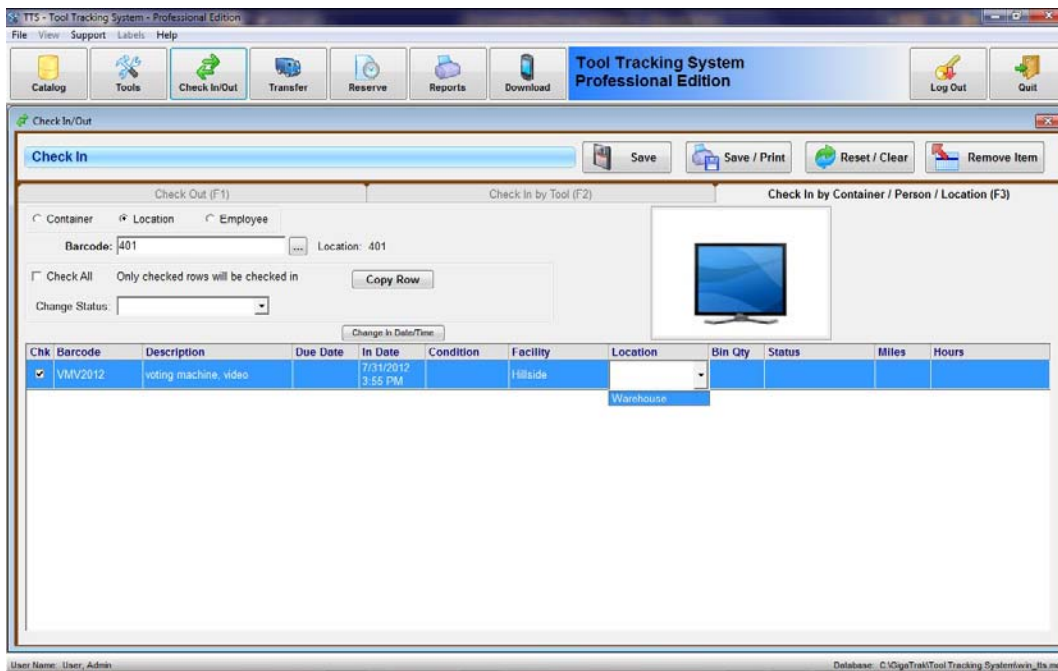 TTS - Tool Tracking System - Professional Edition
File View Support Labels Help
Catalog Tools Check In/Out Transfer Reserve Reports Download Tool Tracking System Professional Edition Log Out Quit
Check In/Out
Check In Save Save / Print Reset / Clear Remove Item
Check Out (F1) Check In by Tool (F2) Check In by Container / Person / Location (F3)
Container Location Employee
Barcode: 401 ... Location: 401
Check All Only checked rows will be checked in Copy Row
Change Status:
Change In Date/Time
Chk Barcode Description Due Date In Date Condition Facility Location Bin Qty Status Miles Hours
VMV2012 voting machine, video 7/31/2012 3:55 PM Hillside
Warehouse
User Name: User, Admin Database: C:\GigaTrak\Tool Tracking System\win_tts.